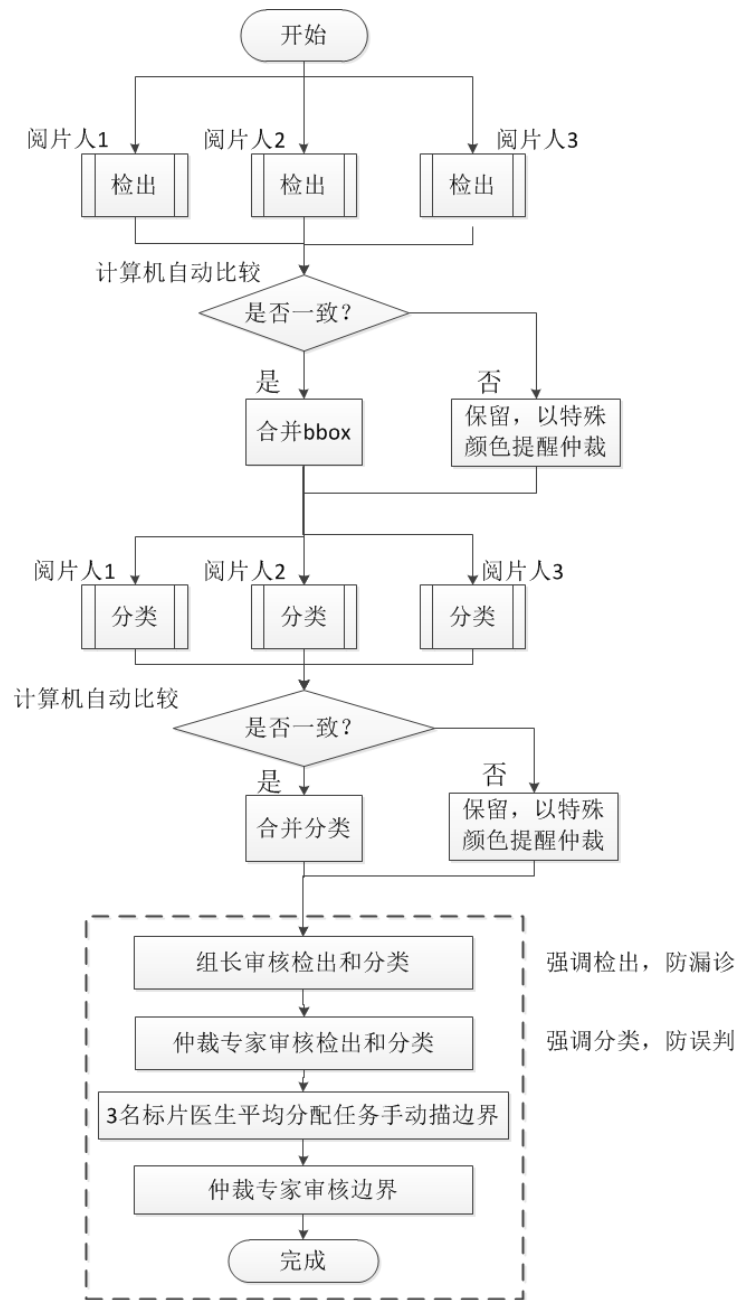 开始
阅片人1
阅片人2
阅片人3
检出
检出
检出
计算机自动比较
是否一致？
是
否
合并bbox
保留，以特殊
颜色提醒仲裁
阅片人1
阅片人2
阅片人3
分类
分类
分类
计算机自动比较
是否一致？
是
否
合并分类
保留，以特殊
颜色提醒仲裁
组长审核检出和分类
强调检出，防漏诊
仲裁专家审核检出和分类
强调分类，防误判
3名标片医生平均分配任务手动描边界
仲裁专家审核边界
完成